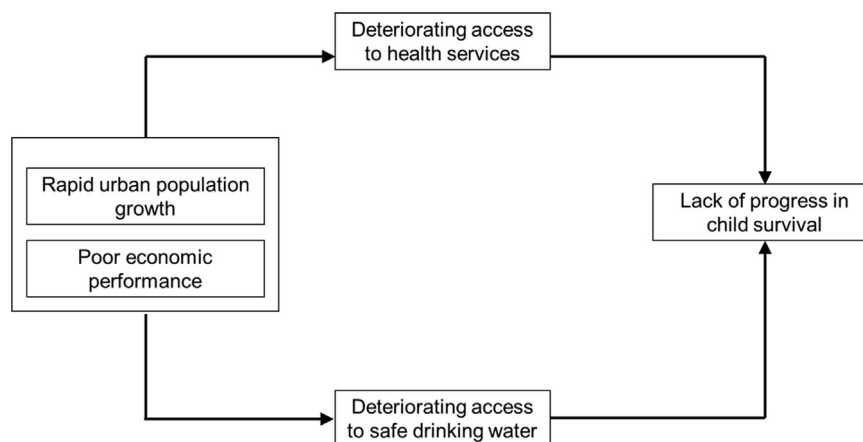 Deteriorating access
to health services
Rapid urban population
growth
Poor economic
performance
Lack of progress in
child survival
Deteriorating access
to safe drinking water